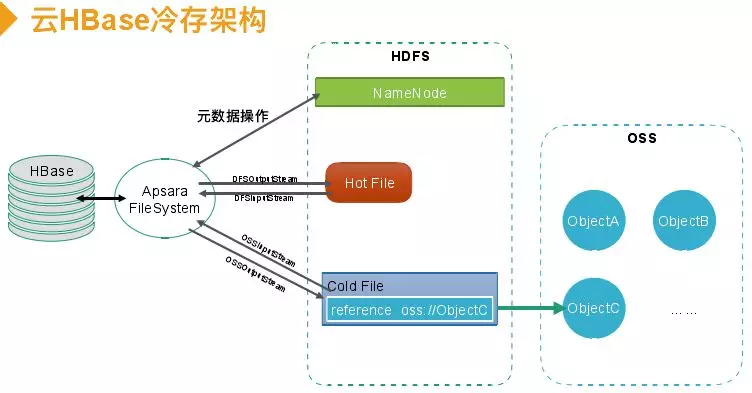 云HBase冷存架构
HDFS
NameNode
元数据操作
OSS
HBase
Apsara
FileSystem
DFSOutputStream
DFSInputStream
Hot File
ObjectA
ObjectB
OSSInputStream
OSSOutputStream
Cold File
reference oss://ObjectC
ObjectC
... ...